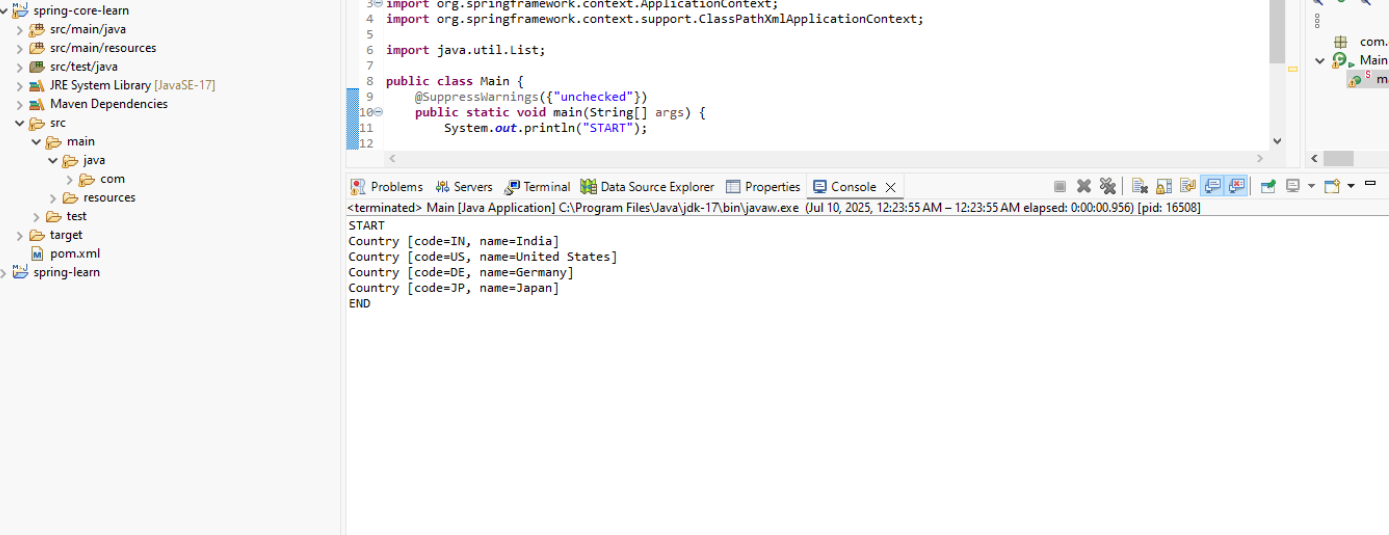 spring-core-learn
src/main/java
src/main/resources
src/test/java
JRE System Library [JavaSE-17]
Maven Dependencies
src
main
java
com
resources
test
target
pom.xml
spring-learn
3 import org.springframework.context.ApplicationContext;
4 import org.springframework.context.support.ClassPathXmlApplicationContext;
5
6 import java.util.List;
7
8 public class Main {
9 @SuppressWarnings({"unchecked"})
10 public static void main(String[] args) {
11 System.out.println("START");
12
com.
Main
S
Problems Servers Terminal Data Source Explorer Properties Console
<terminated> Main [Java Application] C:\Program Files\Java\jdk-17\bin\javaw.exe (Jul 10, 2025, 12:23:55 AM – 12:23:55 AM elapsed: 0:00:00.956) [pid: 16508]
START
Country [code=IN, name=India]
Country [code=US, name=United States]
Country [code=DE, name=Germany]
Country [code=JP, name=Japan]
END